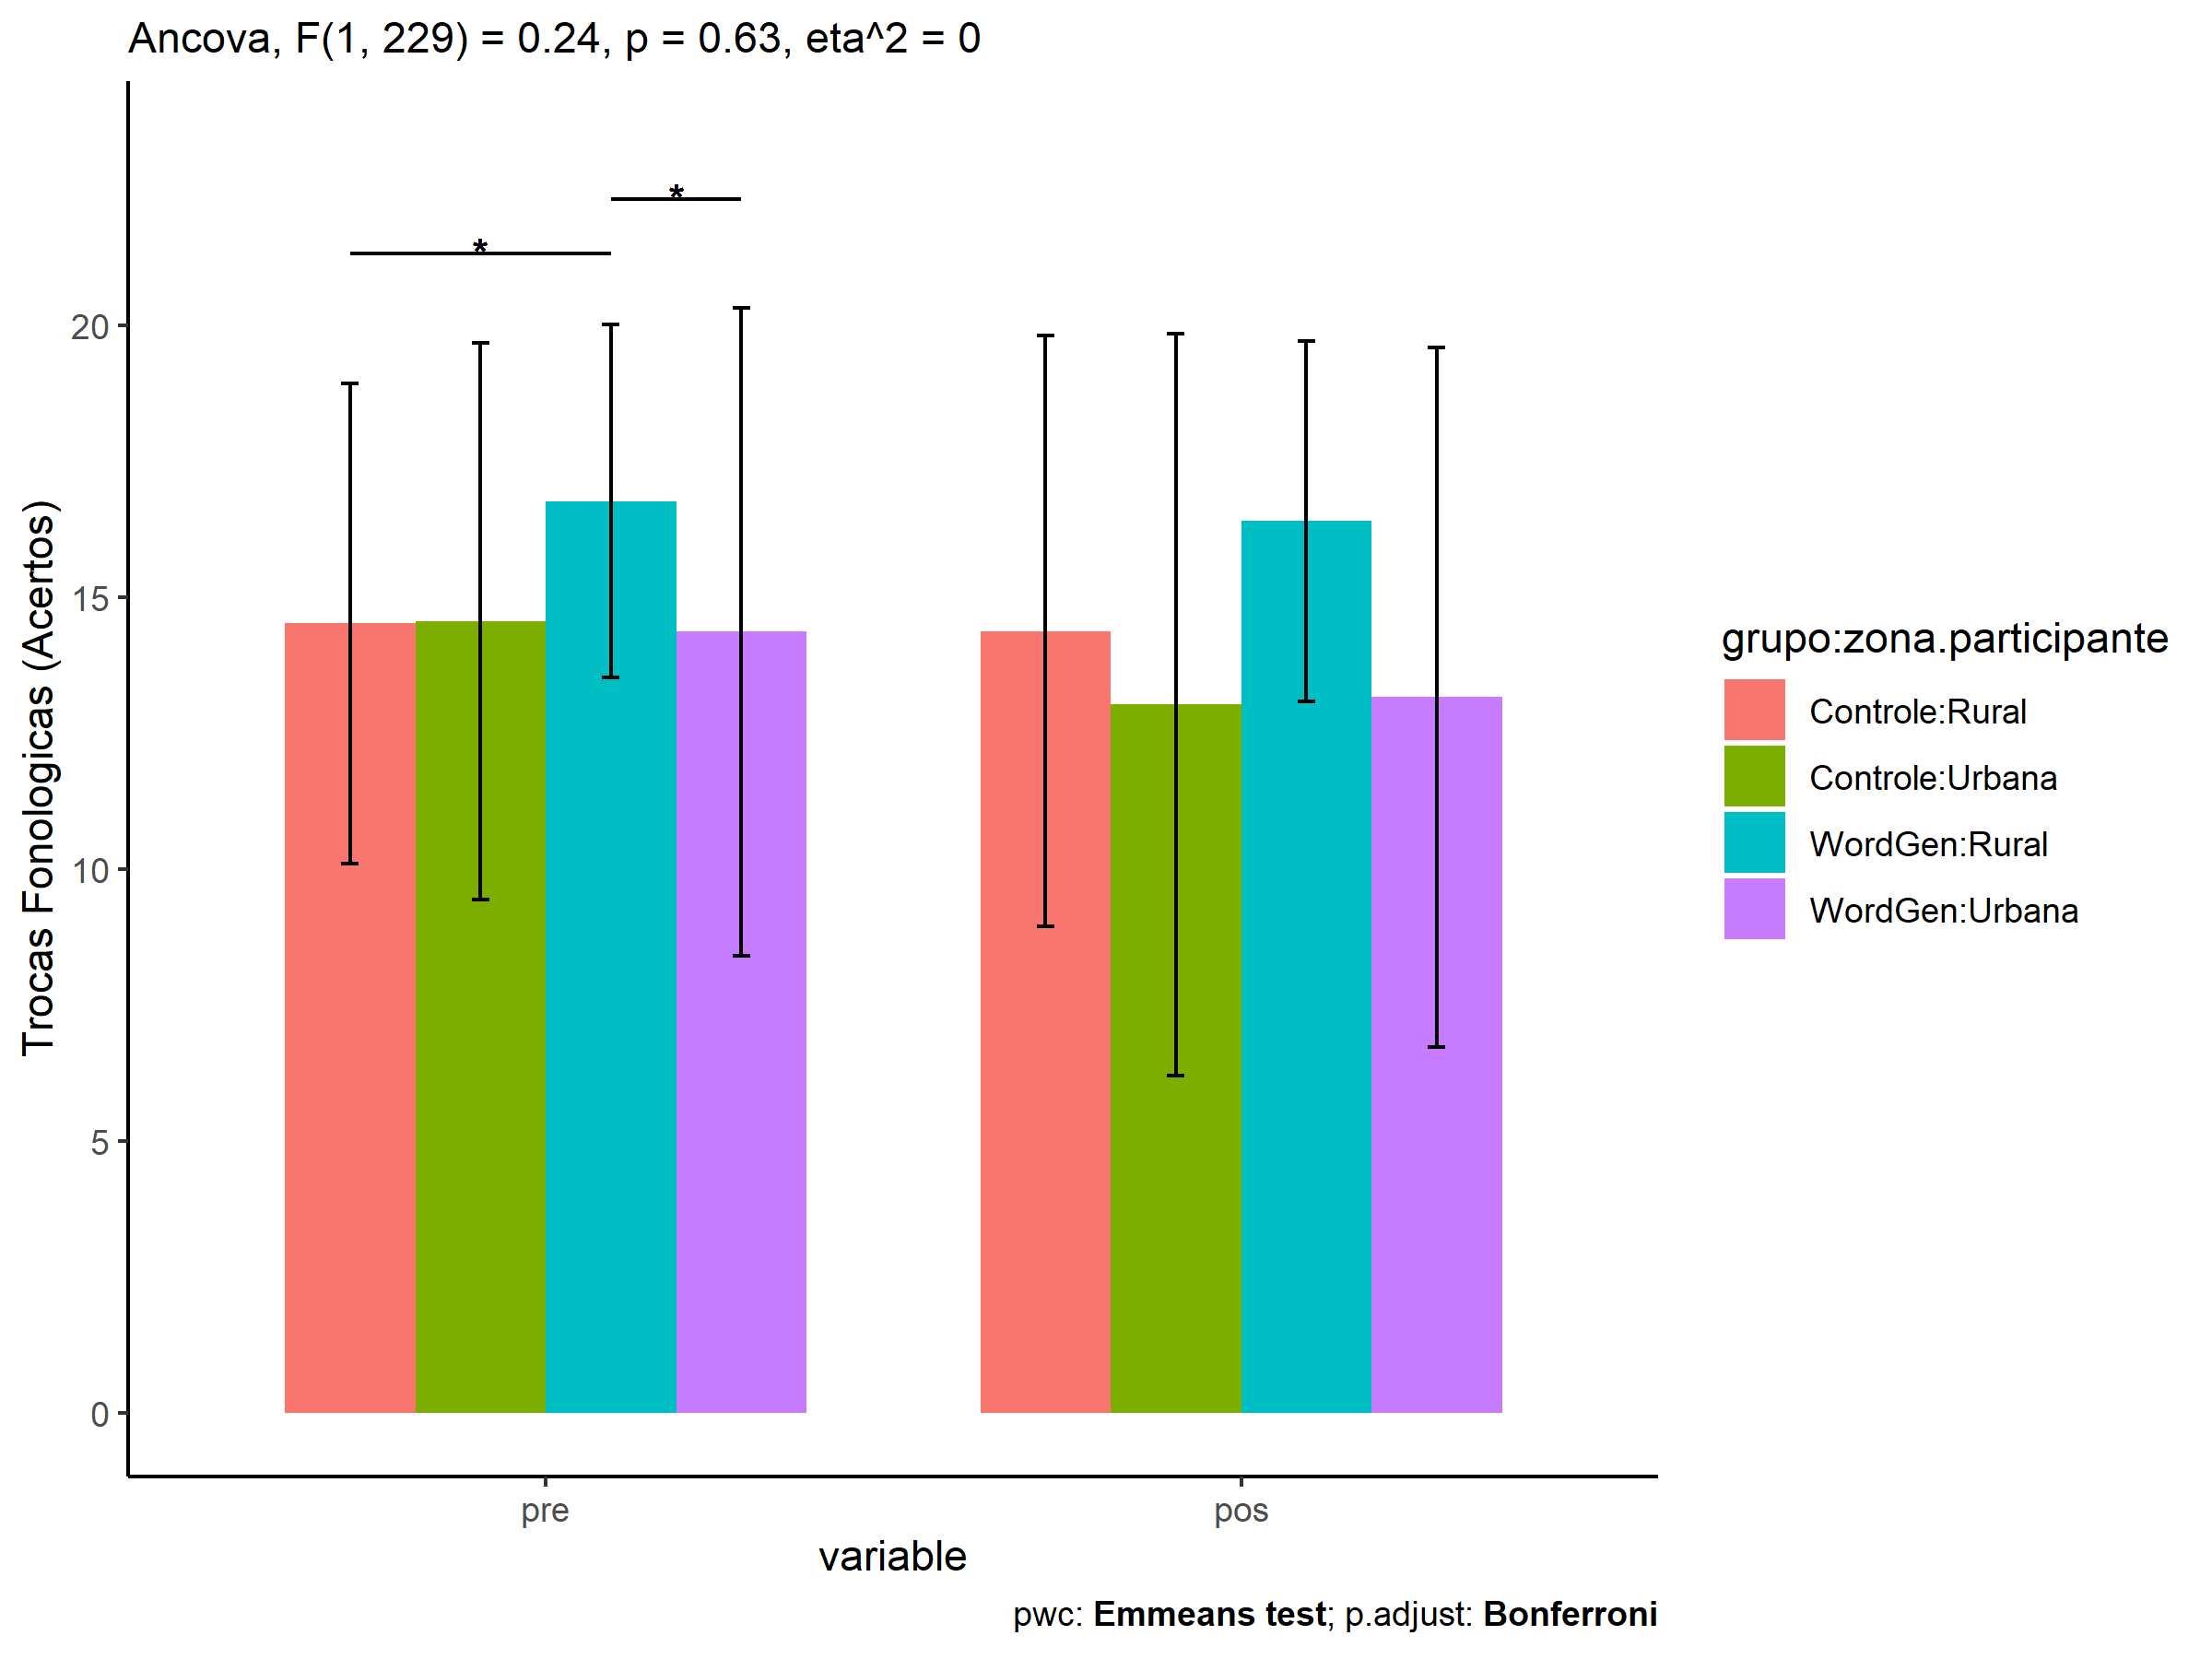 Ancova, F(1, 229) = 0.24, p = 0.63, eta^2 = 0
*
*
Trocas Fonologicas (Acertos)
20
15
10
5
0
pre
pos
variable
grupo:zona.participante
Controle:Rural
Controle:Urbana
WordGen:Rural
WordGen:Urbana
pwc: Emmeans test; p.adjust: Bonferroni